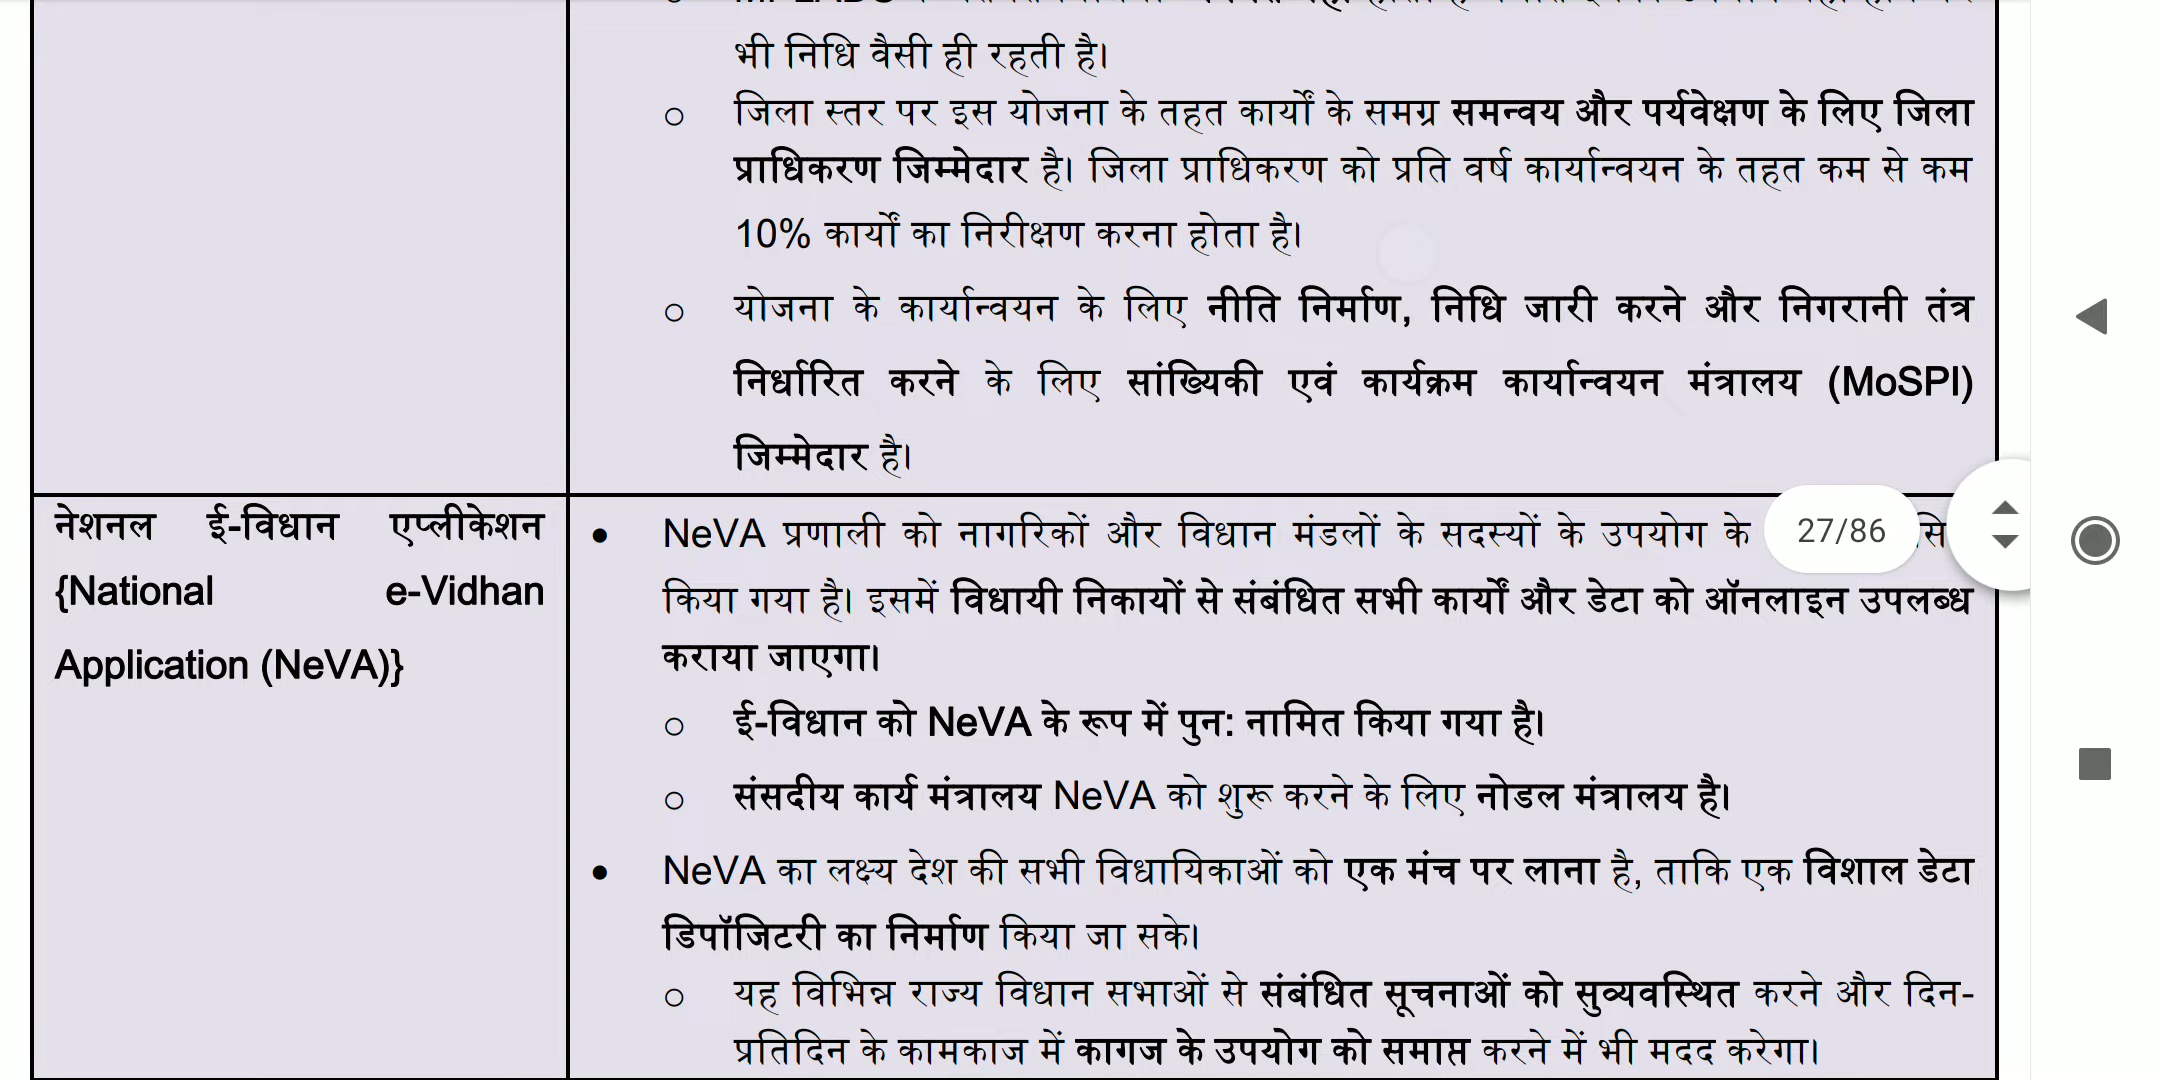 भी निधि वैसी ही रहती है।
○ जिला स्तर पर इस योजना के तहत कार्यों के समग्र समन्वय और पर्यवेक्षण के लिए जिला
प्राधिकरण जिम्मेदार है। जिला प्राधिकरण को प्रति वर्ष कार्यान्वयन के तहत कम से कम
10% कार्यों का निरीक्षण करना होता है।
○ योजना के कार्यान्वयन के लिए नीति निर्माण, निधि जारी करने और निगरानी तंत्र
निर्धारित करने के लिए सांख्यिकी एवं कार्यक्रम कार्यान्वयन मंत्रालय (MoSPI)
जिम्मेदार है।
नेशनल ई-विधान एप्लीकेशन
{National e-Vidhan
Application (NeVA)}
● NeVA प्रणाली को नागरिकों और विधान मंडलों के सदस्यों के उपयोग के
27/86
किया गया है। इसमें विधायी निकायों से संबंधित सभी कार्यों और डेटा को ऑनलाइन उपलब्ध
कराया जाएगा।
○ ई-विधान को NeVA के रूप में पुन: नामित किया गया है।
○ संसदीय कार्य मंत्रालय NeVA को शुरू करने के लिए नोडल मंत्रालय है।
● NeVA का लक्ष्य देश की सभी विधायिकाओं को एक मंच पर लाना है, ताकि एक विशाल डेटा
डिपॉजिटरी का निर्माण किया जा सके।
○ यह विभिन्न राज्य विधान सभाओं से संबंधित सूचनाओं को सुव्यवस्थित करने और दिन-
प्रतिदिन के कामकाज में कागज के उपयोग को समाप्त करने में भी मदद करेगा।